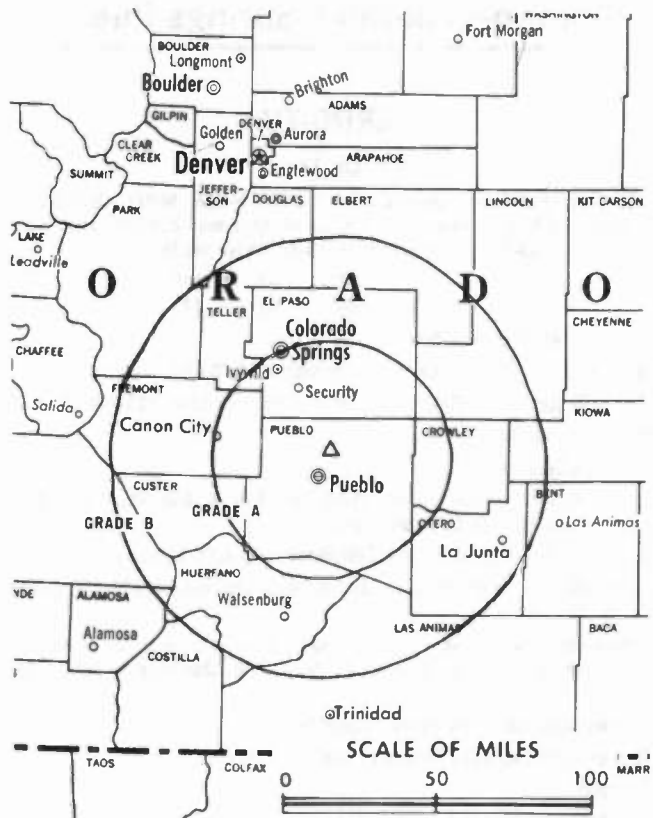 WASHINGTON
Fort Morgan
BOULDER
Longmont
Boulder
Brighton
ADAMS
GILPIN
Golden
DENVER
Aurora
CLEAR
CREEK
Denver
ARAPAHOE
Englewood
SUMMIT
JEFFER-
SON
DOUGLAS
ELBERT
LINCOLN
KIT CARSON
PARK
LAKE
Leadville
O R A D O
TELLER
EL PASO
CHEYENNE
Colorado
Springs
CHAFFEE
Ivywild
FREMONT
Security
Salida
KIOWA
Canon City
PUEBLO
CROWLEY
Pueblo
CUSTER
BENT
GRADE B
GRADE A
OTERO
Las Animas
La Junta
HUERFANO
NDE
ALAMOSA
Walsenburg
LAS ANIMAS
BACA
Alamosa
COSTILLA
Trinidad
SCALE OF MILES
TAOS
COLFAX
MARR
0 50 100